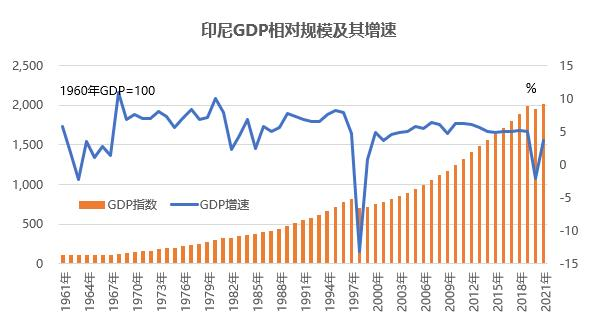 印尼GDP相对规模及其增速
2,500
2,000
1,500
1,000
500
0
1960年GDP=100
%
15
10
5
0
-5
-10
-15
GDP指数
GDP增速
1961年
1964年
1967年
1970年
1973年
1976年
1979年
1982年
1985年
1988年
1991年
1994年
1997年
2000年
2003年
2006年
2009年
2012年
2015年
2018年
2021年